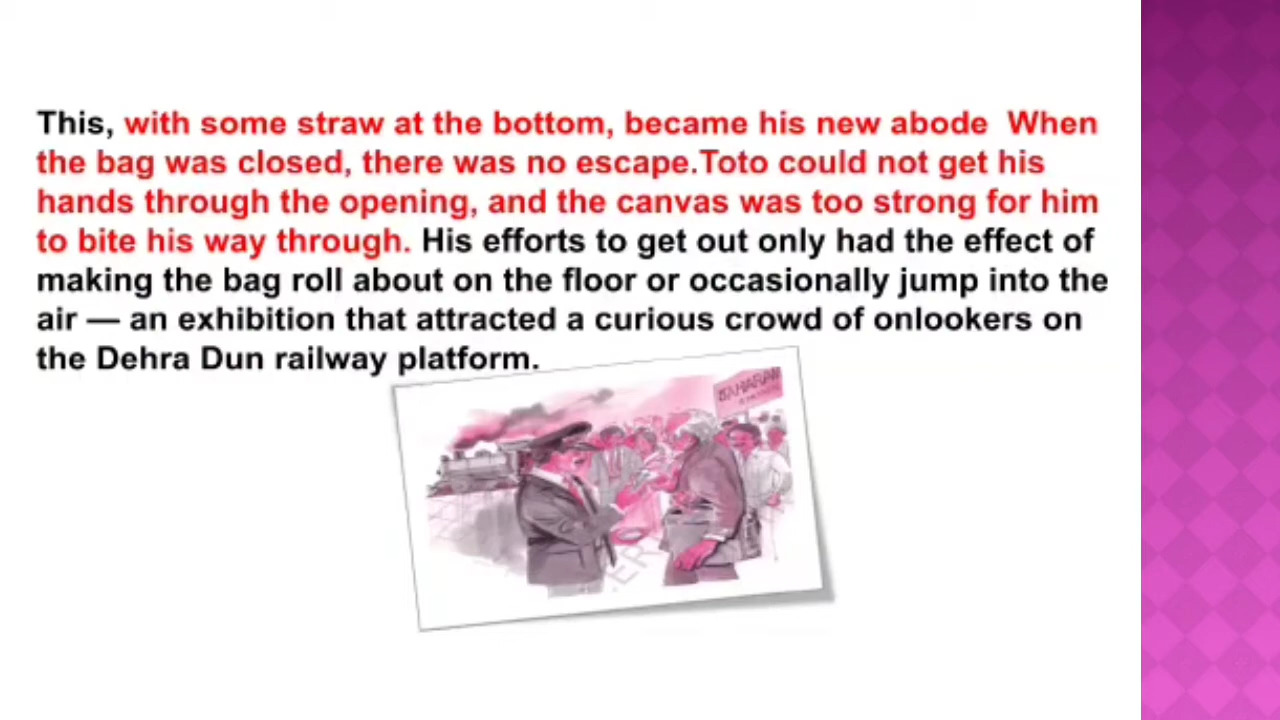 This, with some straw at the bottom, became his new abode  When
the bag was closed, there was no escape.Toto could not get his
hands through the opening, and the canvas was too strong for him
to bite his way through. His efforts to get out only had the effect of
making the bag roll about on the floor or occasionally jump into the
air — an exhibition that attracted a curious crowd of onlookers on
the Dehra Dun railway platform.